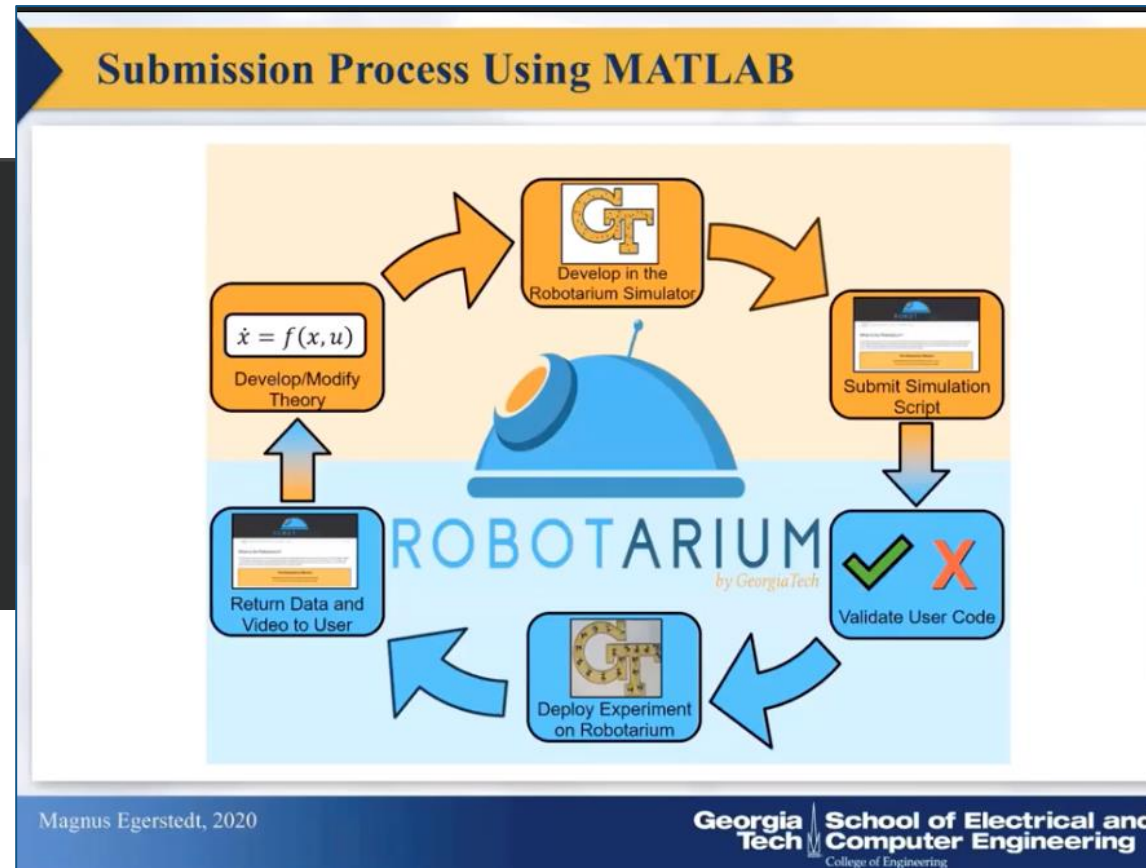 Submission Process Using MATLAB
GT
Develop in the
Robotarium Simulator
ẋ = f(x, u)
Develop/Modify
Theory
Submit Simulation
Script
Return Data and
Video to User
ROBOTARIUM
by GeorgiaTech
X
Validate User Code
GT
Deploy Experiment
on Robotarium
Magnus Egerstedt, 2020
Georgia
Tech
School of Electrical and
Computer Engineering
College of Engineering